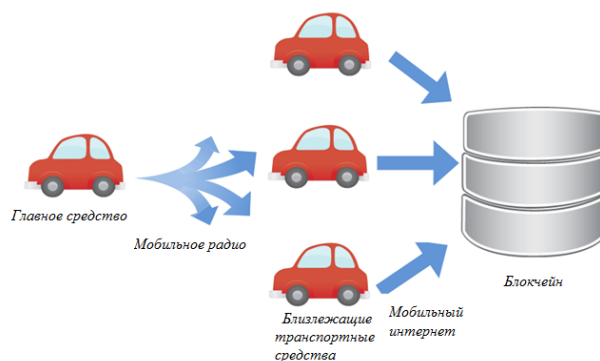 Главное средство
Мобильное радио
Близлежащие
транспортные
средства
Мобильный
интернет
Блокчейн